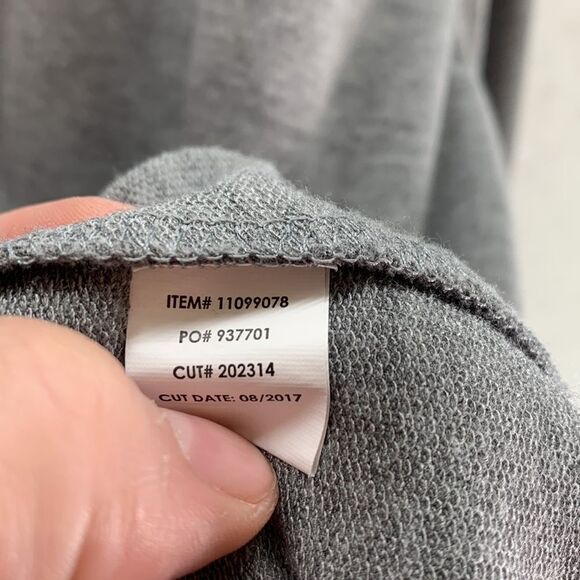 ITEM# 11099078
PO# 937701
CUT# 202314
CUT DATE: 08/2017